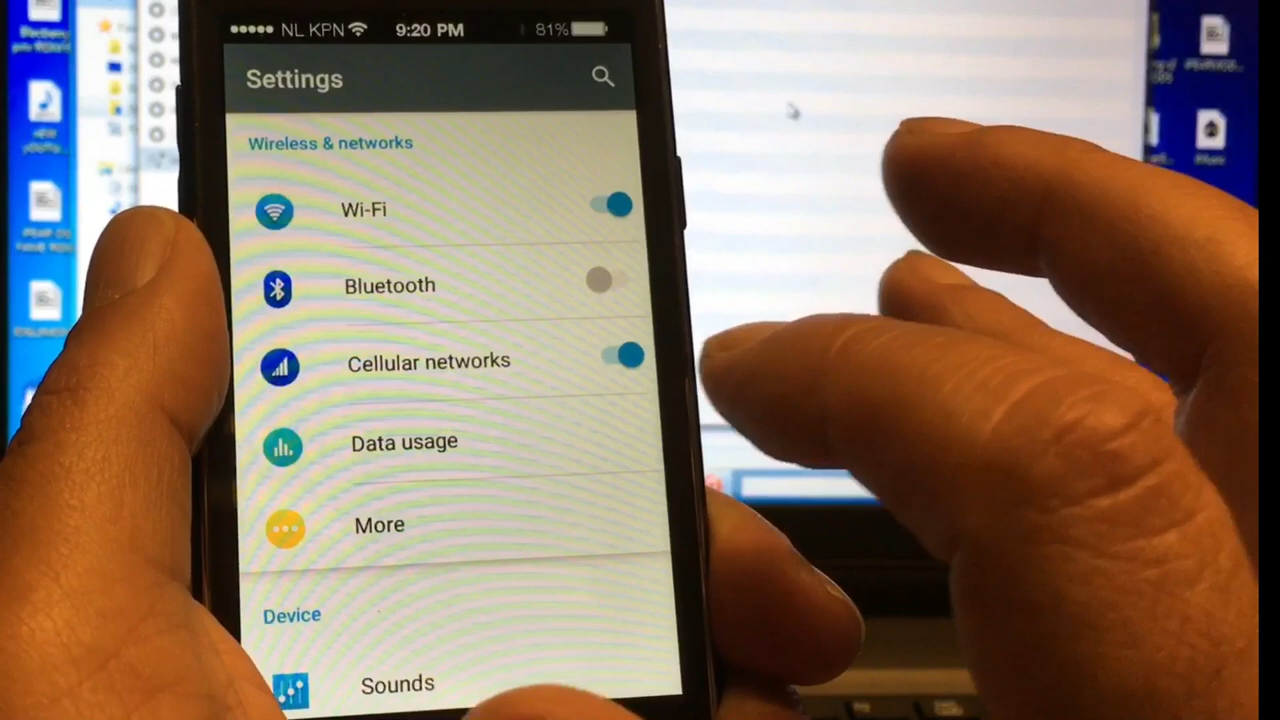 NL KPN 9:20 PM 81%
Settings
Wireless & networks
Wi-Fi
Bluetooth
Cellular networks
Data usage
More
Device
Sounds